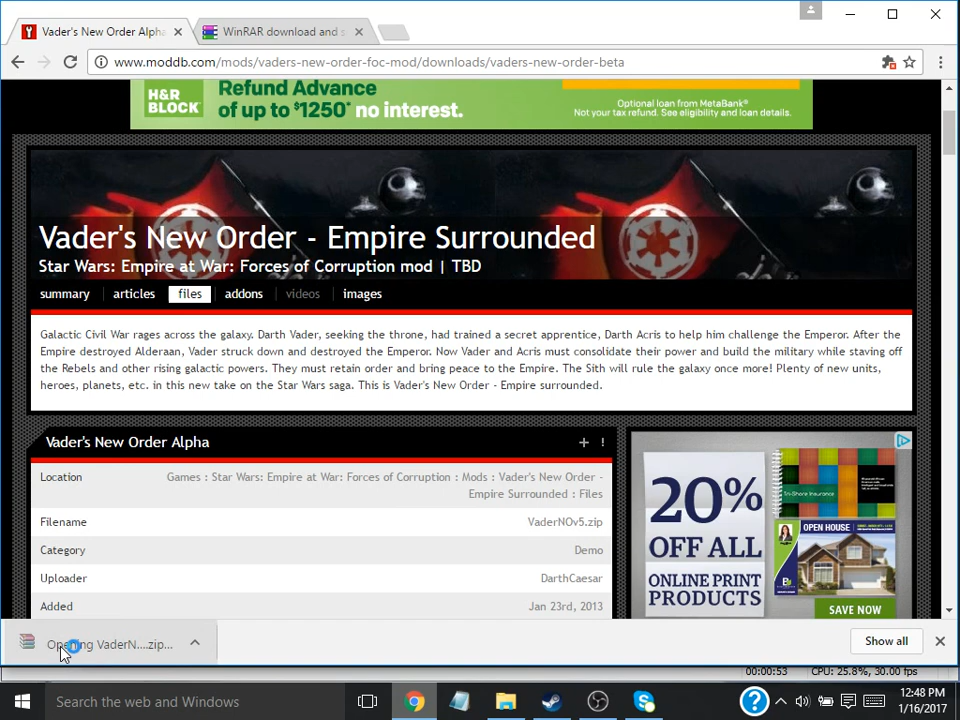 Vader's New Order Alpha
WinRAR download and s
www.moddb.com/mods/vaders-new-order-foc-mod/downloads/vaders-new-order-beta
H&R BLOCK
Refund Advance
of up to $1250* no interest.
Optional loan from MetaBank®
Not your tax refund. See eligibility and loan details.
Vader's New Order - Empire Surrounded
Star Wars: Empire at War: Forces of Corruption mod | TBD
summary articles files addons videos images
Galactic Civil War rages across the galaxy. Darth Vader, seeking the throne, had trained a secret apprentice, Darth Acris to help him challenge the Emperor. After the
Empire destroyed Alderaan, Vader struck down and destroyed the Emperor. Now Vader and Acris must consolidate their power and build the military while staving off
the Rebels and other rising galactic powers. They must retain order and bring peace to the Empire. The Sith will rule the galaxy once more! Plenty of new units,
heroes, planets, etc. in this new take on the Star Wars saga. This is Vader's New Order - Empire surrounded.
Vader's New Order Alpha + !
Location Games : Star Wars: Empire at War: Forces of Corruption : Mods : Vader's New Order -
Empire Surrounded : Files
Filename VaderNOv5.zip
Category Demo
Uploader DarthCaesar
Added Jan 23rd, 2013
20%
OFF ALL
ONLINE PRINT
PRODUCTS
Tri-Shore Insurance
OPEN HOUSE
SAVE NOW
Opening VaderN....zip...
Show all
00:00:53 CPU: 25.8%, 30.00 fps
Search the web and Windows
12:48 PM
1/16/2017